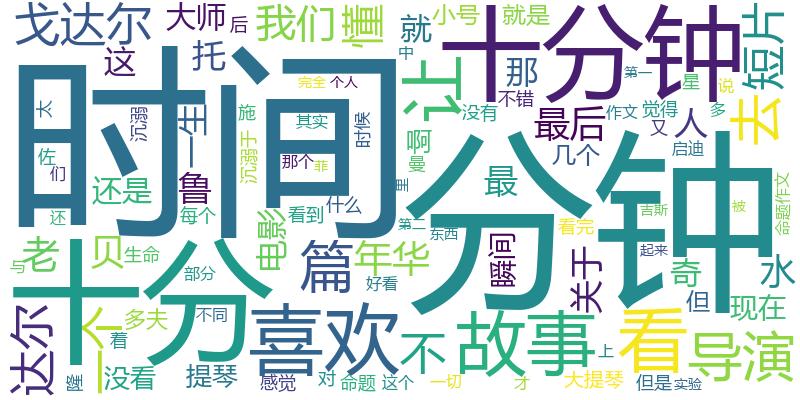 戈达尔
大师
后
我们
懂
就
小号
就是
十分钟
短片
这
托
让
那
不错
第一
星
说
去
时间
太
沉溺
一生
施
完全
个人
中
其实
时候
没有
最后
作文
觉得
多
又
人
启迪
佐
们
还是
鲁
沉溺于
那个
菲
啊
曼
几个
分钟
最
还
每个
电影
看到
什么
里
第二
东西
看完
吉斯
被
命题作文
与
老
贝
生命
篇
年华
瞬间
关于
起来
奇
水
十分
部分
好看
但
现在
达尔
一个
多夫
着
不同
喜欢
不
故事
看
导演
隆
没看
提琴
感觉
对
命题
这个
一切
才
大提琴
上
但是
实验